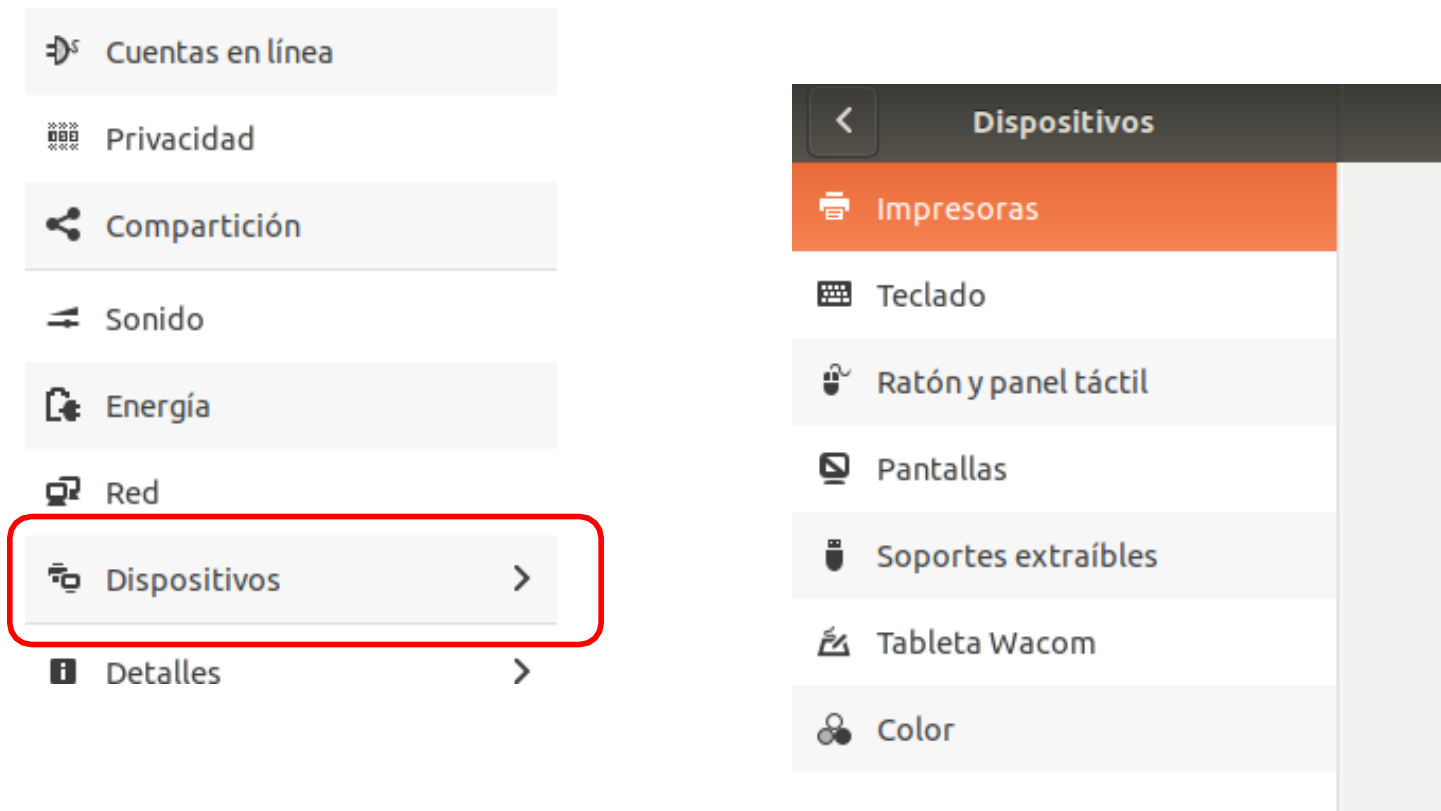 Cuentas en línea
Privacidad
Compartición
Sonido
Energía
Red
Dispositivos
Detalles
Dispositivos
Impresoras
Teclado
Ratón y panel táctil
Pantallas
Soportes extraíbles
Tableta Wacom
Color